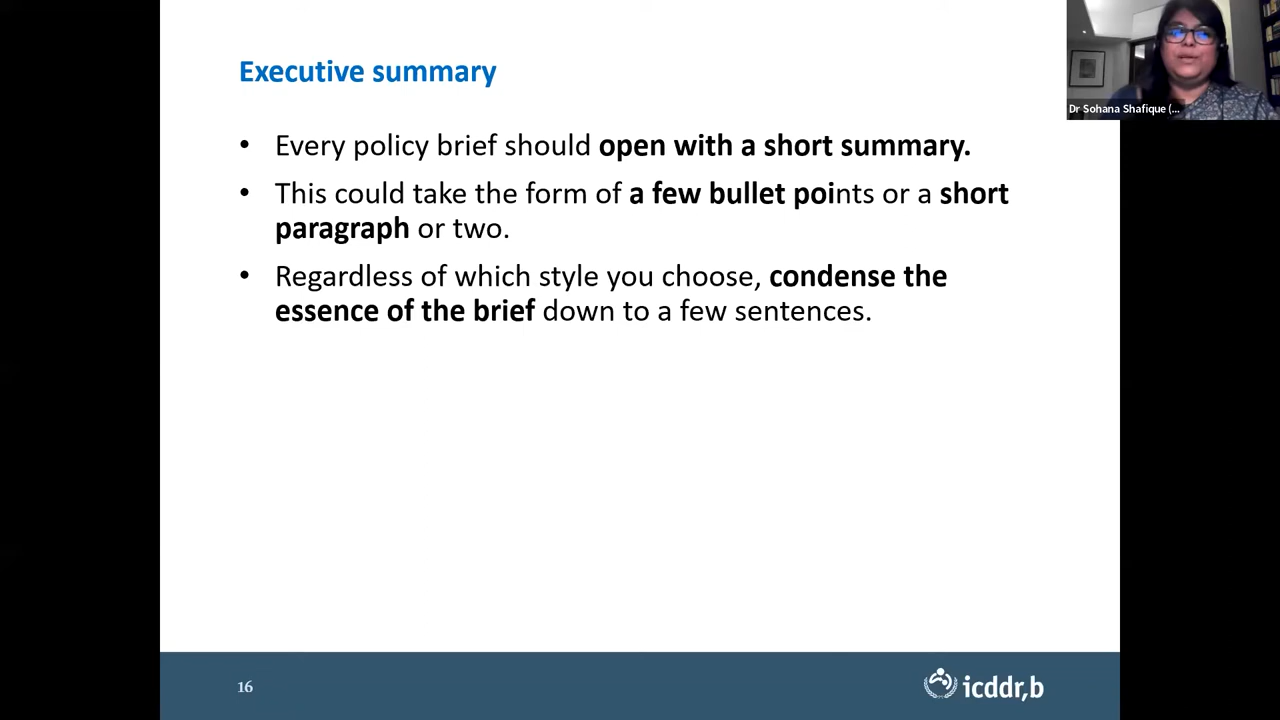 Executive summary
Dr Sohana Shafique (...
• Every policy brief should open with a short summary.
• This could take the form of a few bullet points or a short
paragraph or two.
• Regardless of which style you choose, condense the
essence of the brief down to a few sentences.
16
icddr,b